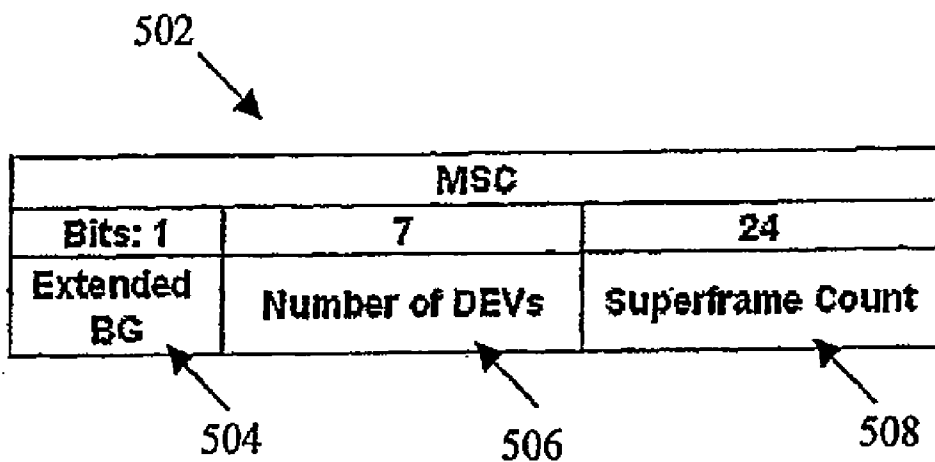 502
MSC
Bits: 1 7 24
Extended BG Number of DEVs Superframe Count
504 506 508